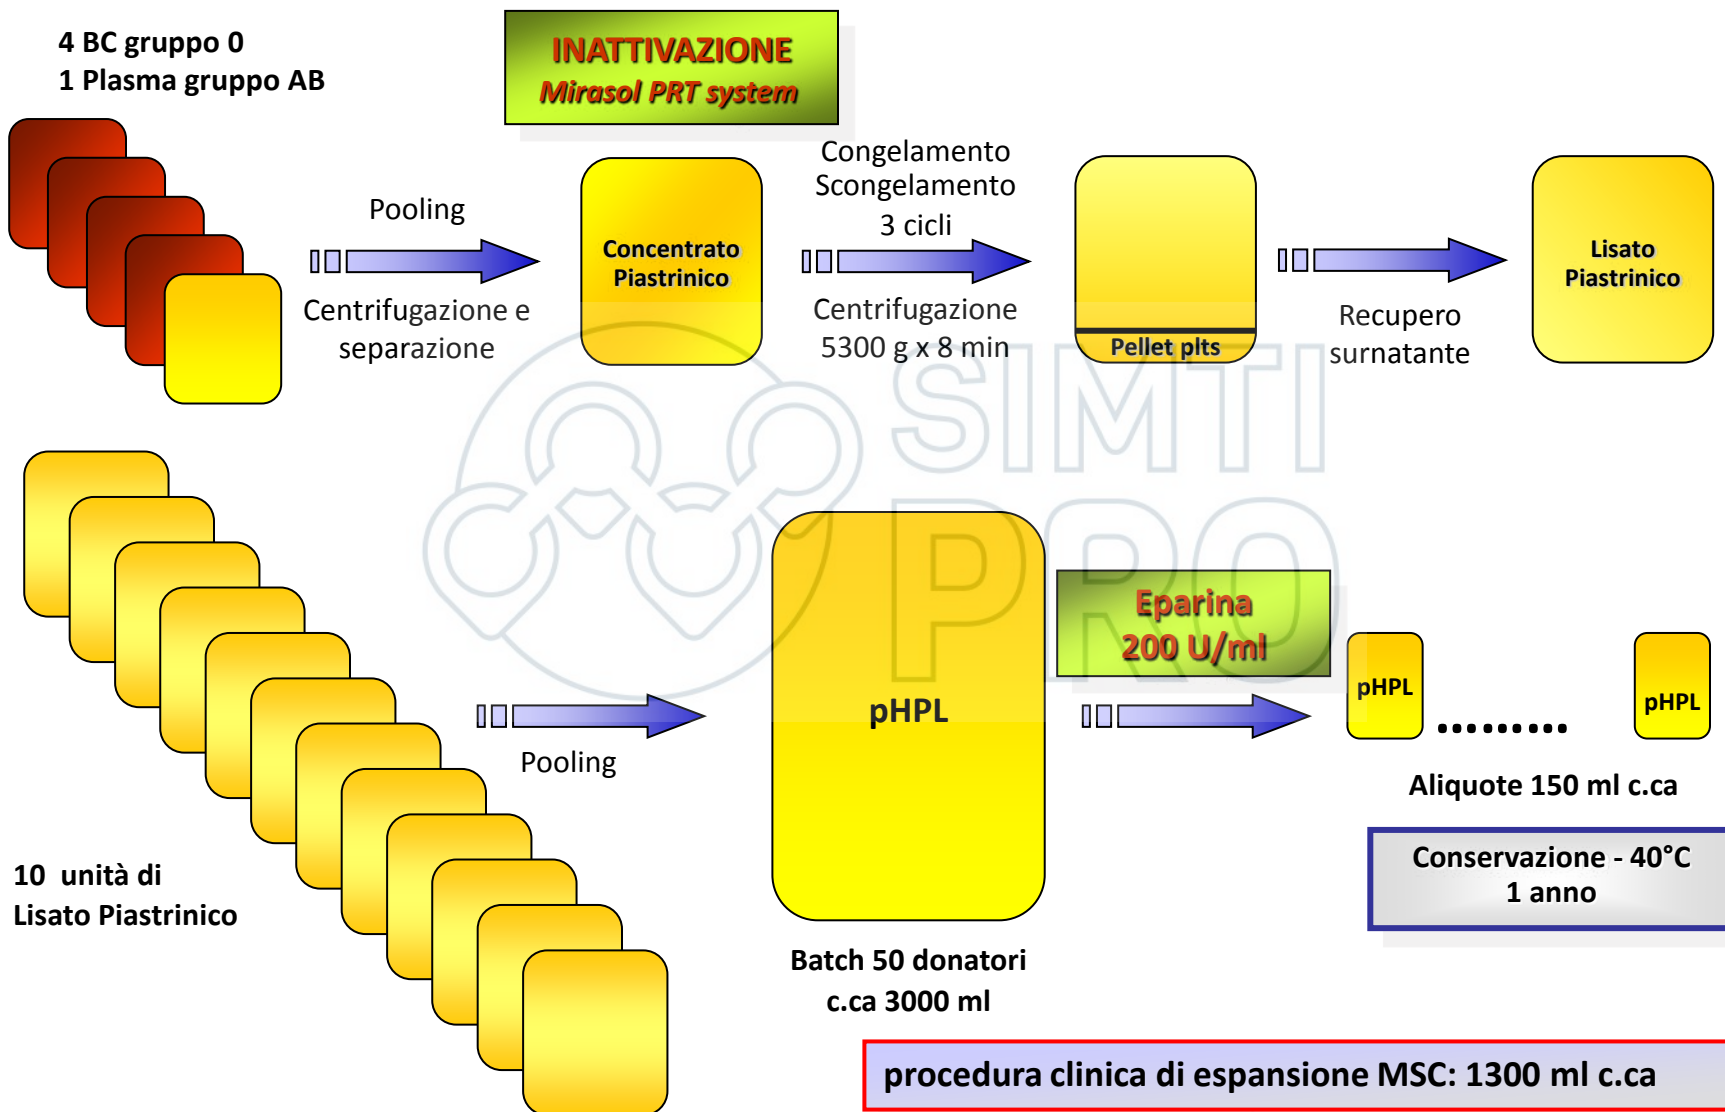 4 BC gruppo 0
1 Plasma gruppo AB
INATTIVAZIONE
Mirasol PRT system
Pooling
Centrifugazione e
separazione
Concentrato
Piastrinico
Congelamento
Scongelamento
3 cicli
Centrifugazione
5300 g x 8 min
Pellet plts
Recupero
surnatante
Lisato
Piastrinico
SIMTI
PRO
10 unità di
Lisato Piastrinico
Pooling
pHPL
Batch 50 donatori
c.ca 3000 ml
Eparina
200 U/ml
pHPL
.........
pHPL
Aliquote 150 ml c.ca
Conservazione - 40°C
1 anno
procedura clinica di espansione MSC: 1300 ml c.ca